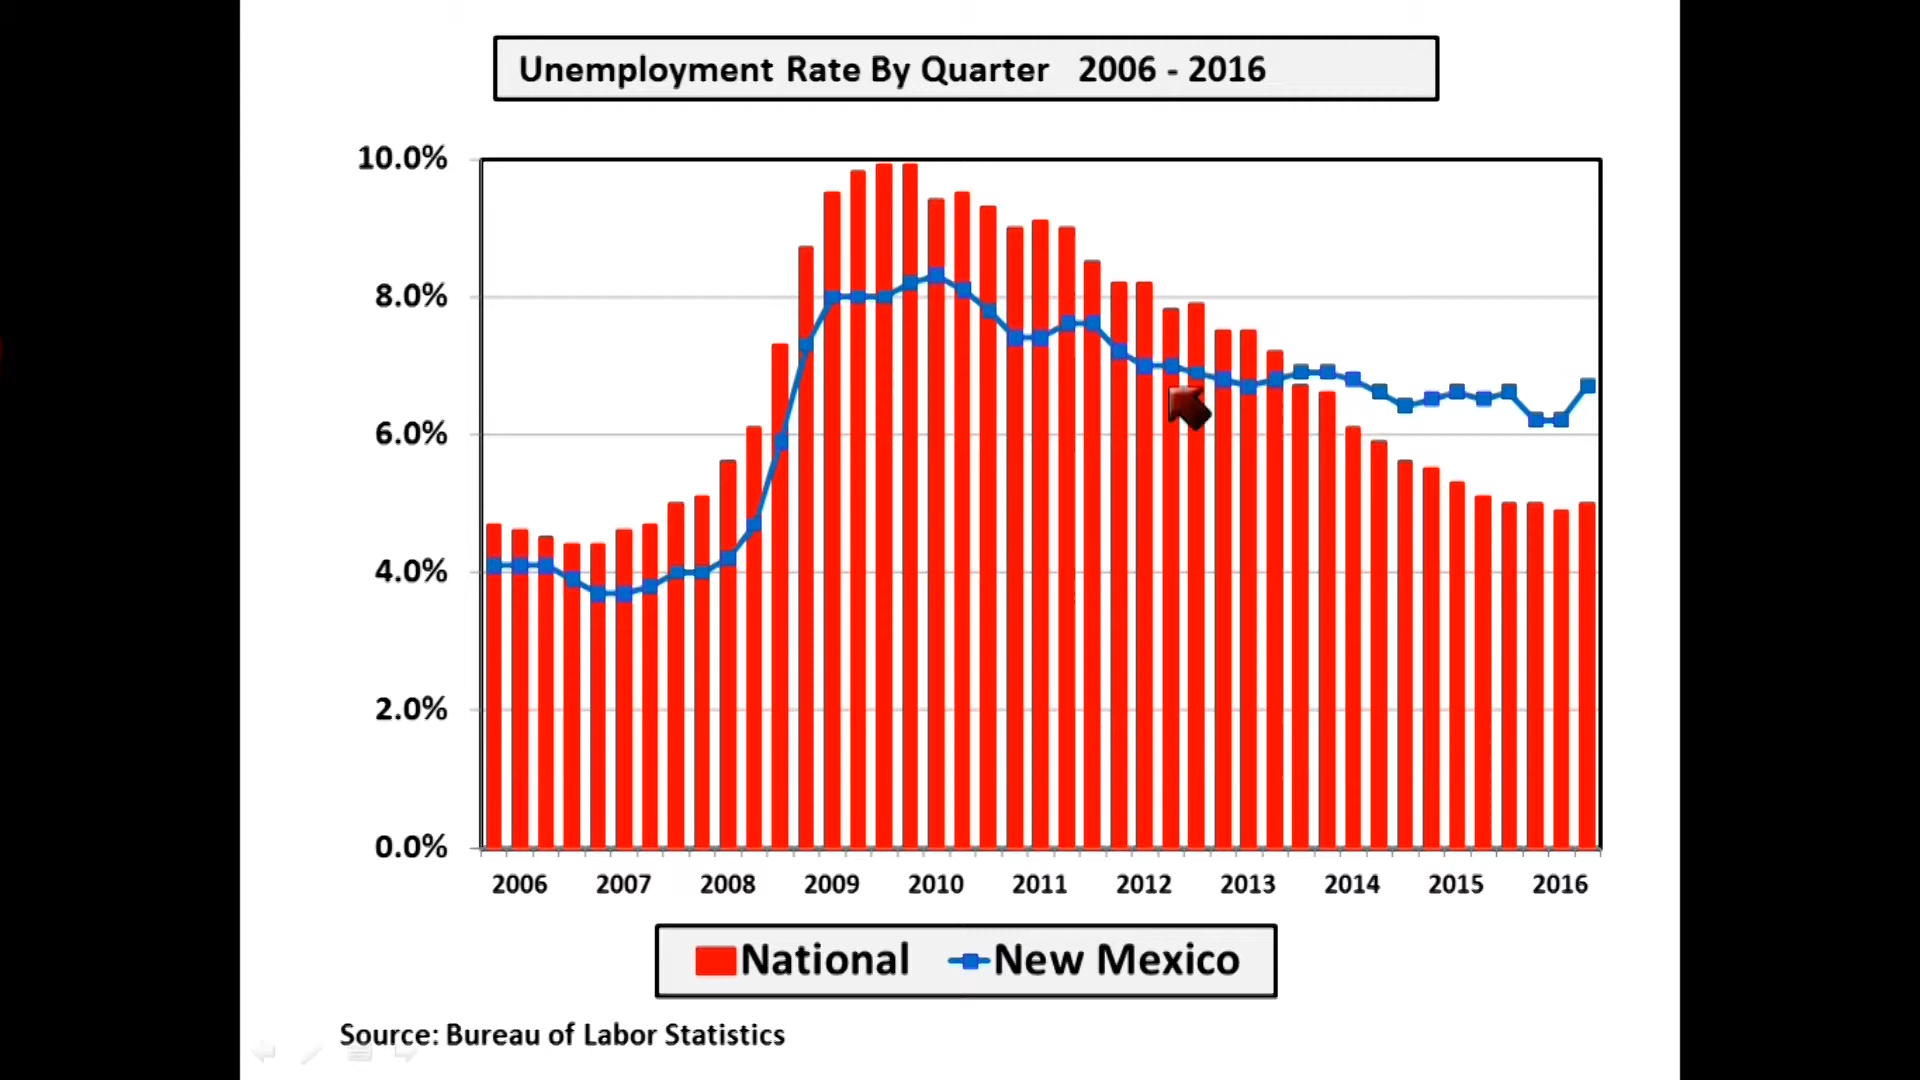 Unemployment Rate By Quarter 2006 - 2016
10.0%
8.0%
6.0%
4.0%
2.0%
0.0%
2006 2007 2008 2009 2010 2011 2012 2013 2014 2015 2016
National New Mexico
Source: Bureau of Labor Statistics